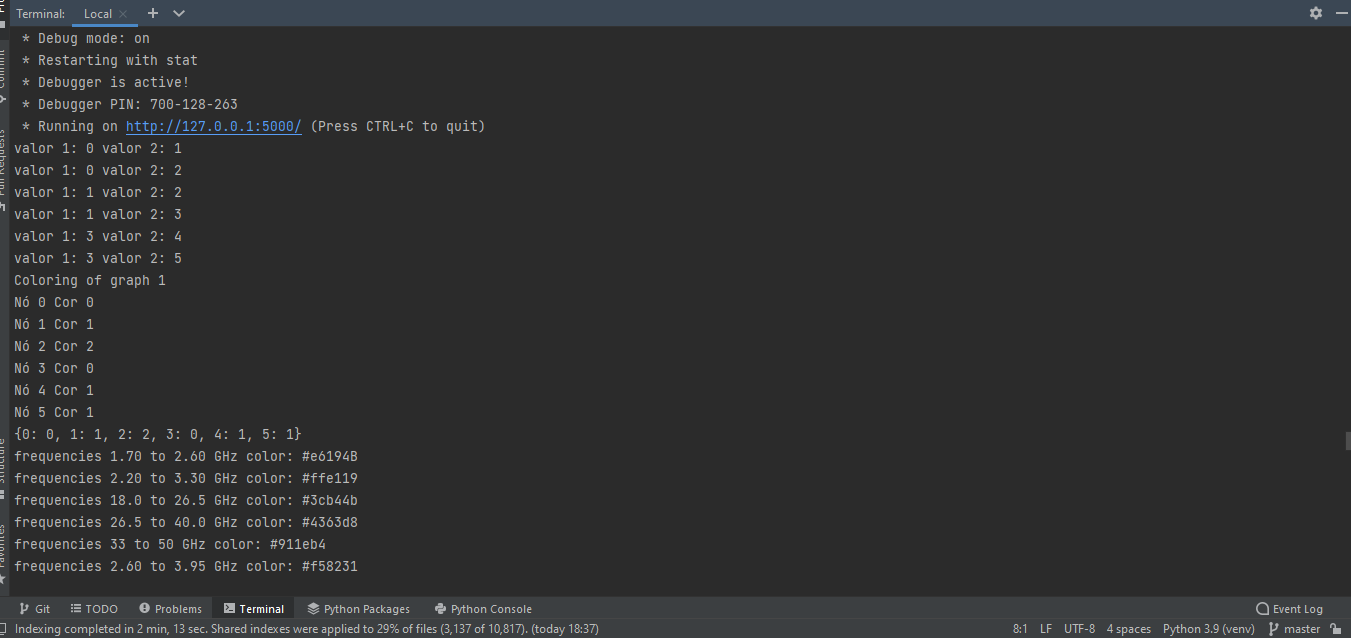 Terminal: Local
* Debug mode: on
* Restarting with stat
* Debugger is active!
* Debugger PIN: 700-128-263
* Running on http://127.0.0.1:5000/ (Press CTRL+C to quit)
valor 1: 0 valor 2: 1
valor 1: 0 valor 2: 2
valor 1: 1 valor 2: 2
valor 1: 1 valor 2: 3
valor 1: 3 valor 2: 4
valor 1: 3 valor 2: 5
Coloring of graph 1
Nó 0 Cor 0
Nó 1 Cor 1
Nó 2 Cor 2
Nó 3 Cor 0
Nó 4 Cor 1
Nó 5 Cor 1
{0: 0, 1: 1, 2: 2, 3: 0, 4: 1, 5: 1}
frequencies 1.70 to 2.60 GHz color: #e6194B
frequencies 2.20 to 3.30 GHz color: #ffe119
frequencies 18.0 to 26.5 GHz color: #3cb44b
frequencies 26.5 to 40.0 GHz color: #4363d8
frequencies 33 to 50 GHz color: #911eb4
frequencies 2.60 to 3.95 GHz color: #f58231
Git TODO Problems Terminal Python Packages Python Console Event Log
Indexing completed in 2 min, 13 sec. Shared indexes were applied to 29% of files (3,137 of 10,817). (today 18:37) 8:1 LF UTF-8 4 spaces Python 3.9 (venv) master